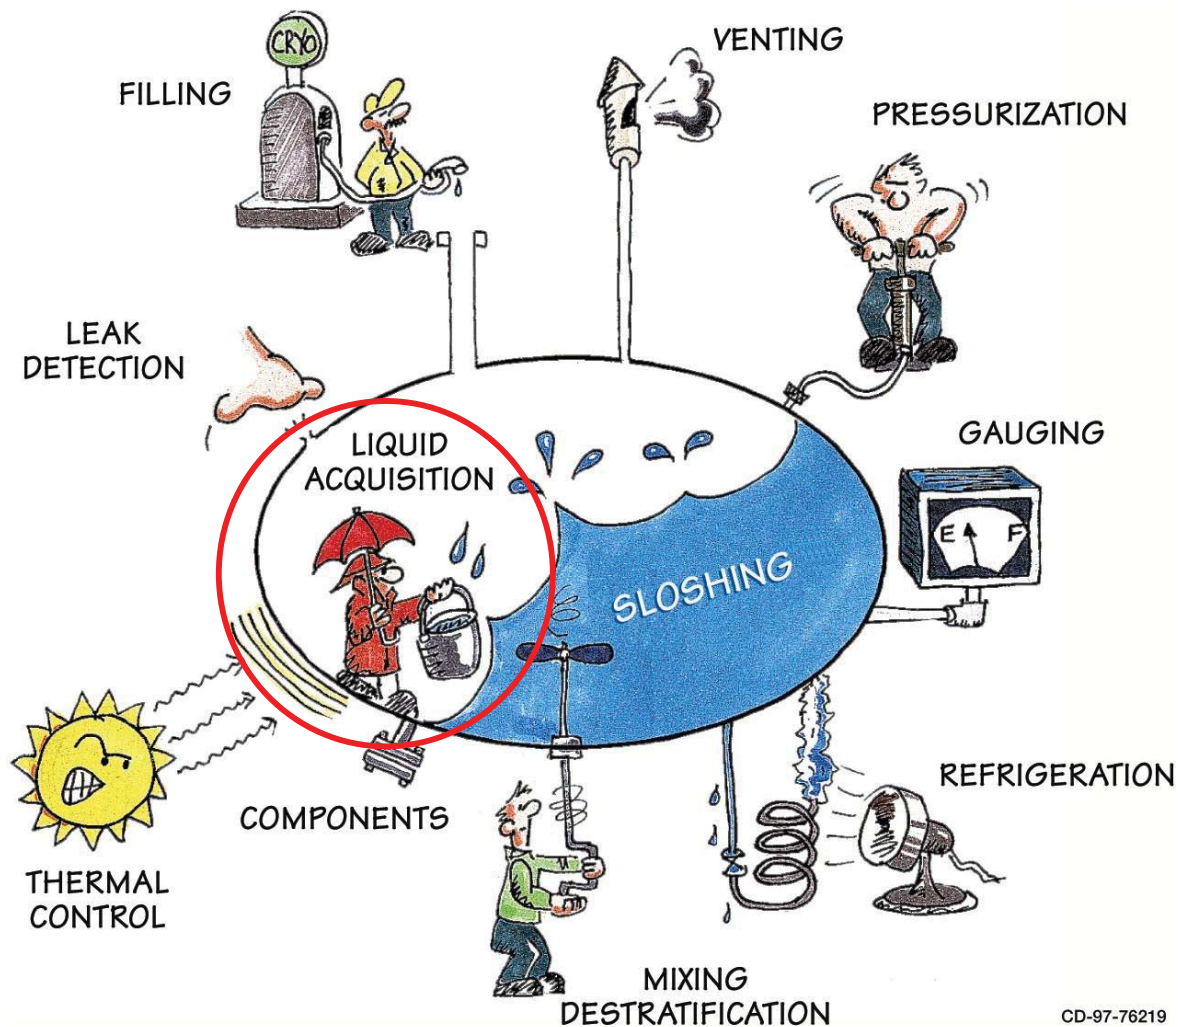 CRYO
FILLING
VENTING
PRESSURIZATION
LEAK
DETECTION
LIQUID
ACQUISITION
GAUGING
E F
SLOSHING
REFRIGERATION
COMPONENTS
THERMAL
CONTROL
MIXING
DESTRATIFICATION
CD-97-76219